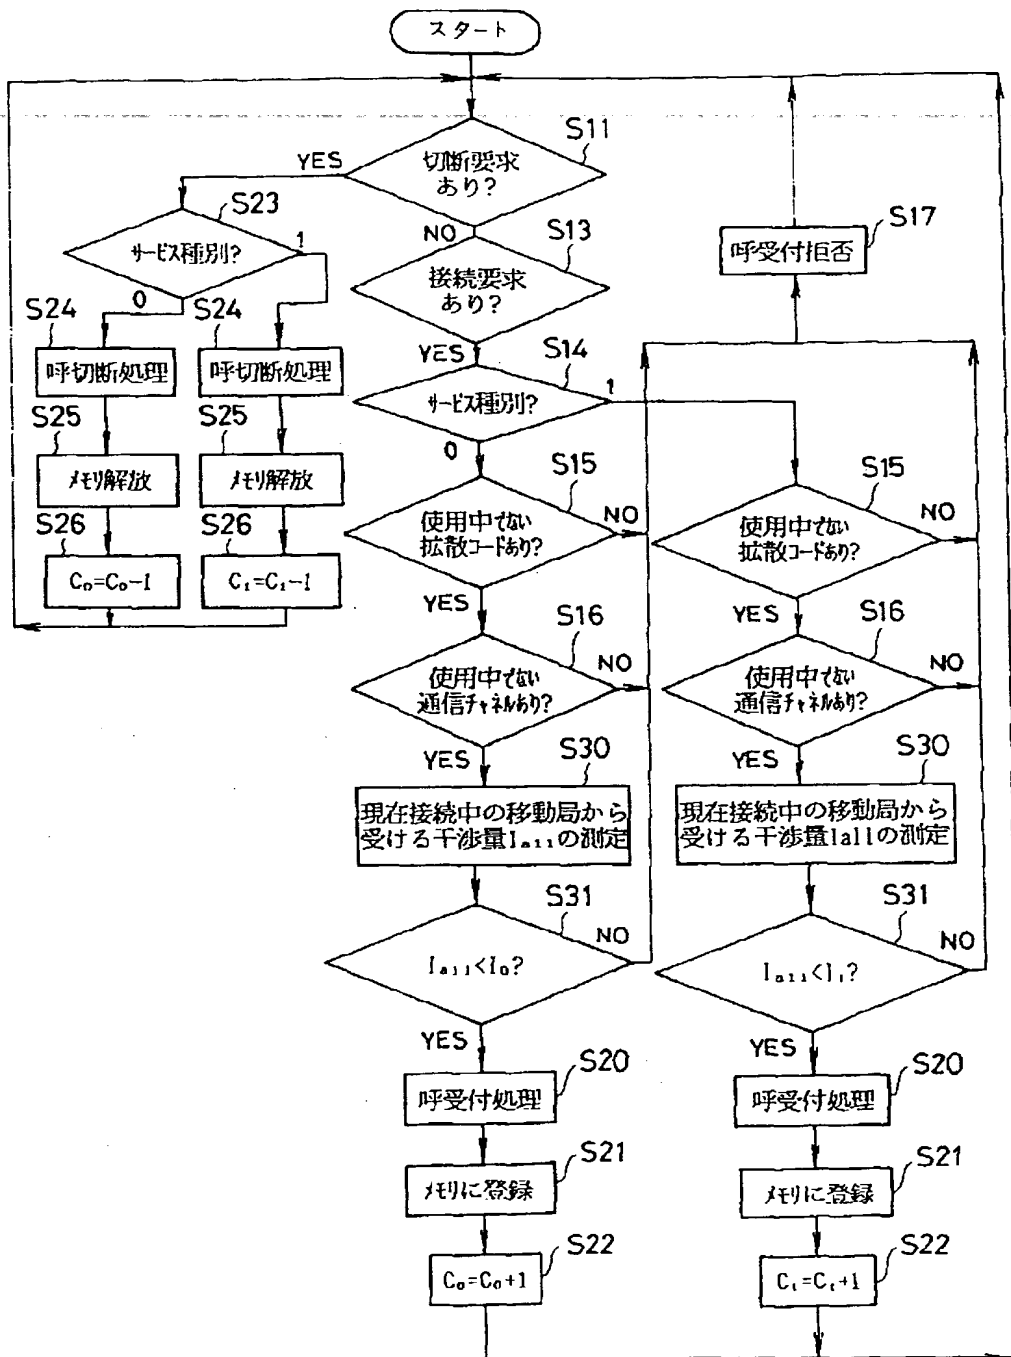 スタート
S11
切断要求
あり?
YES
NO
S23
サービス種別?
1
0
S13
接続要求
あり?
YES
S17
呼受付拒否
S24
呼切断処理
S24
呼切断処理
S14
サービス種別?
1
0
S25
メモリ解放
S25
メモリ解放
S26
C₀=C₀-1
S26
C₁=C₁-1
S15
使用中でない
拡散コードあり?
NO
YES
S15
使用中でない
拡散コードあり?
NO
YES
S16
使用中でない
通信チャネルあり?
NO
YES
S16
使用中でない
通信チャネルあり?
NO
YES
S30
現在接続中の移動局から
受ける干渉量Iₐₗₗの測定
S30
現在接続中の移動局から
受ける干渉量Iallの測定
S31
Iₐₗₗ<I₀?
NO
YES
S31
Iₐₗₗ<I₁?
NO
YES
S20
呼受付処理
S20
呼受付処理
S21
メモリに登録
S21
メモリに登録
S22
C₀=C₀+1
S22
C₁=C₁+1